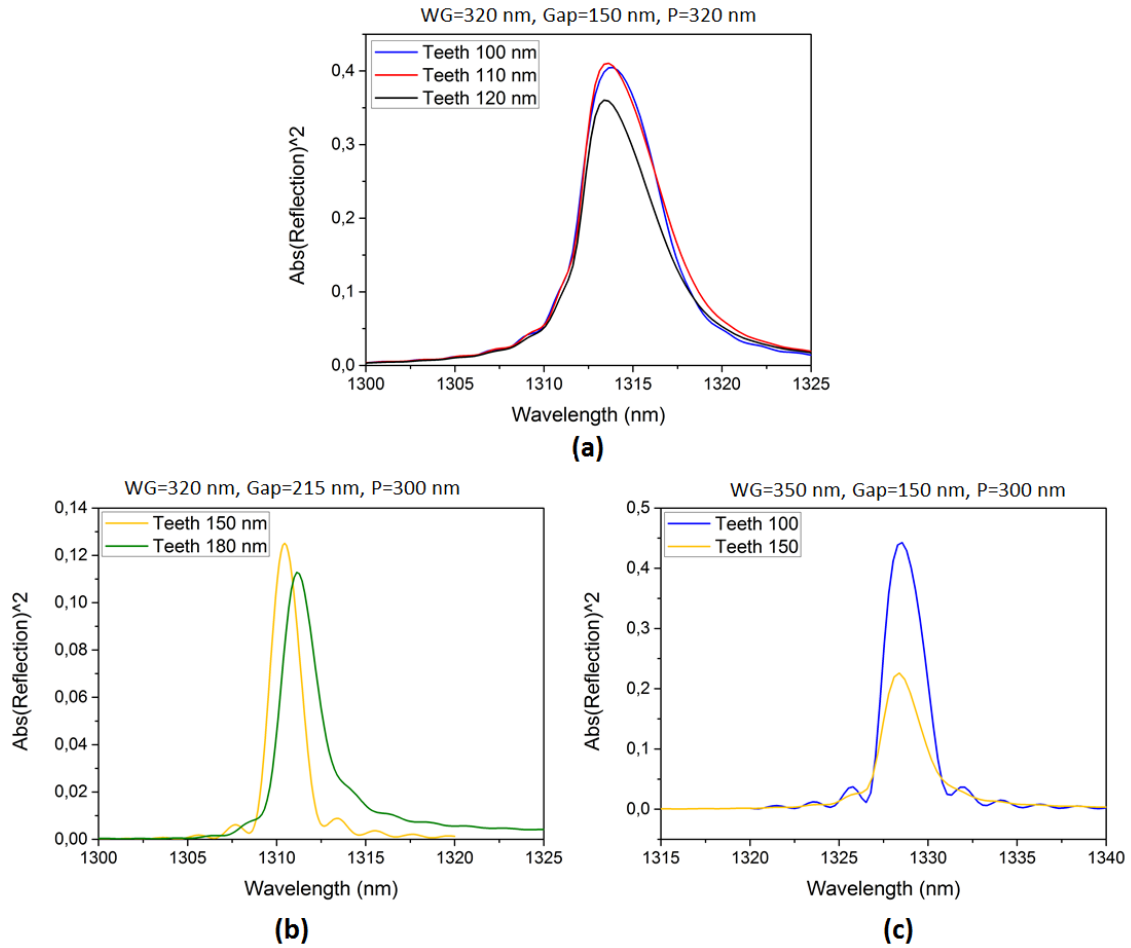 WG=320 nm, Gap=150 nm, P=320 nm
Teeth 100 nm
Teeth 110 nm
Teeth 120 nm
0,4
0,3
0,2
0,1
0,0
Abs(Reflection)^2
1300 1305 1310 1315 1320 1325
Wavelength (nm)
(a)
WG=320 nm, Gap=215 nm, P=300 nm
Teeth 150 nm
Teeth 180 nm
0,14
0,12
0,10
0,08
0,06
0,04
0,02
0,00
Abs(Reflection)^2
1300 1305 1310 1315 1320 1325
Wavelength (nm)
(b)
WG=350 nm, Gap=150 nm, P=300 nm
Teeth 100
Teeth 150
0,5
0,4
0,3
0,2
0,1
0,0
Abs(Reflection)^2
1315 1320 1325 1330 1335 1340
Wavelength (nm)
(c)